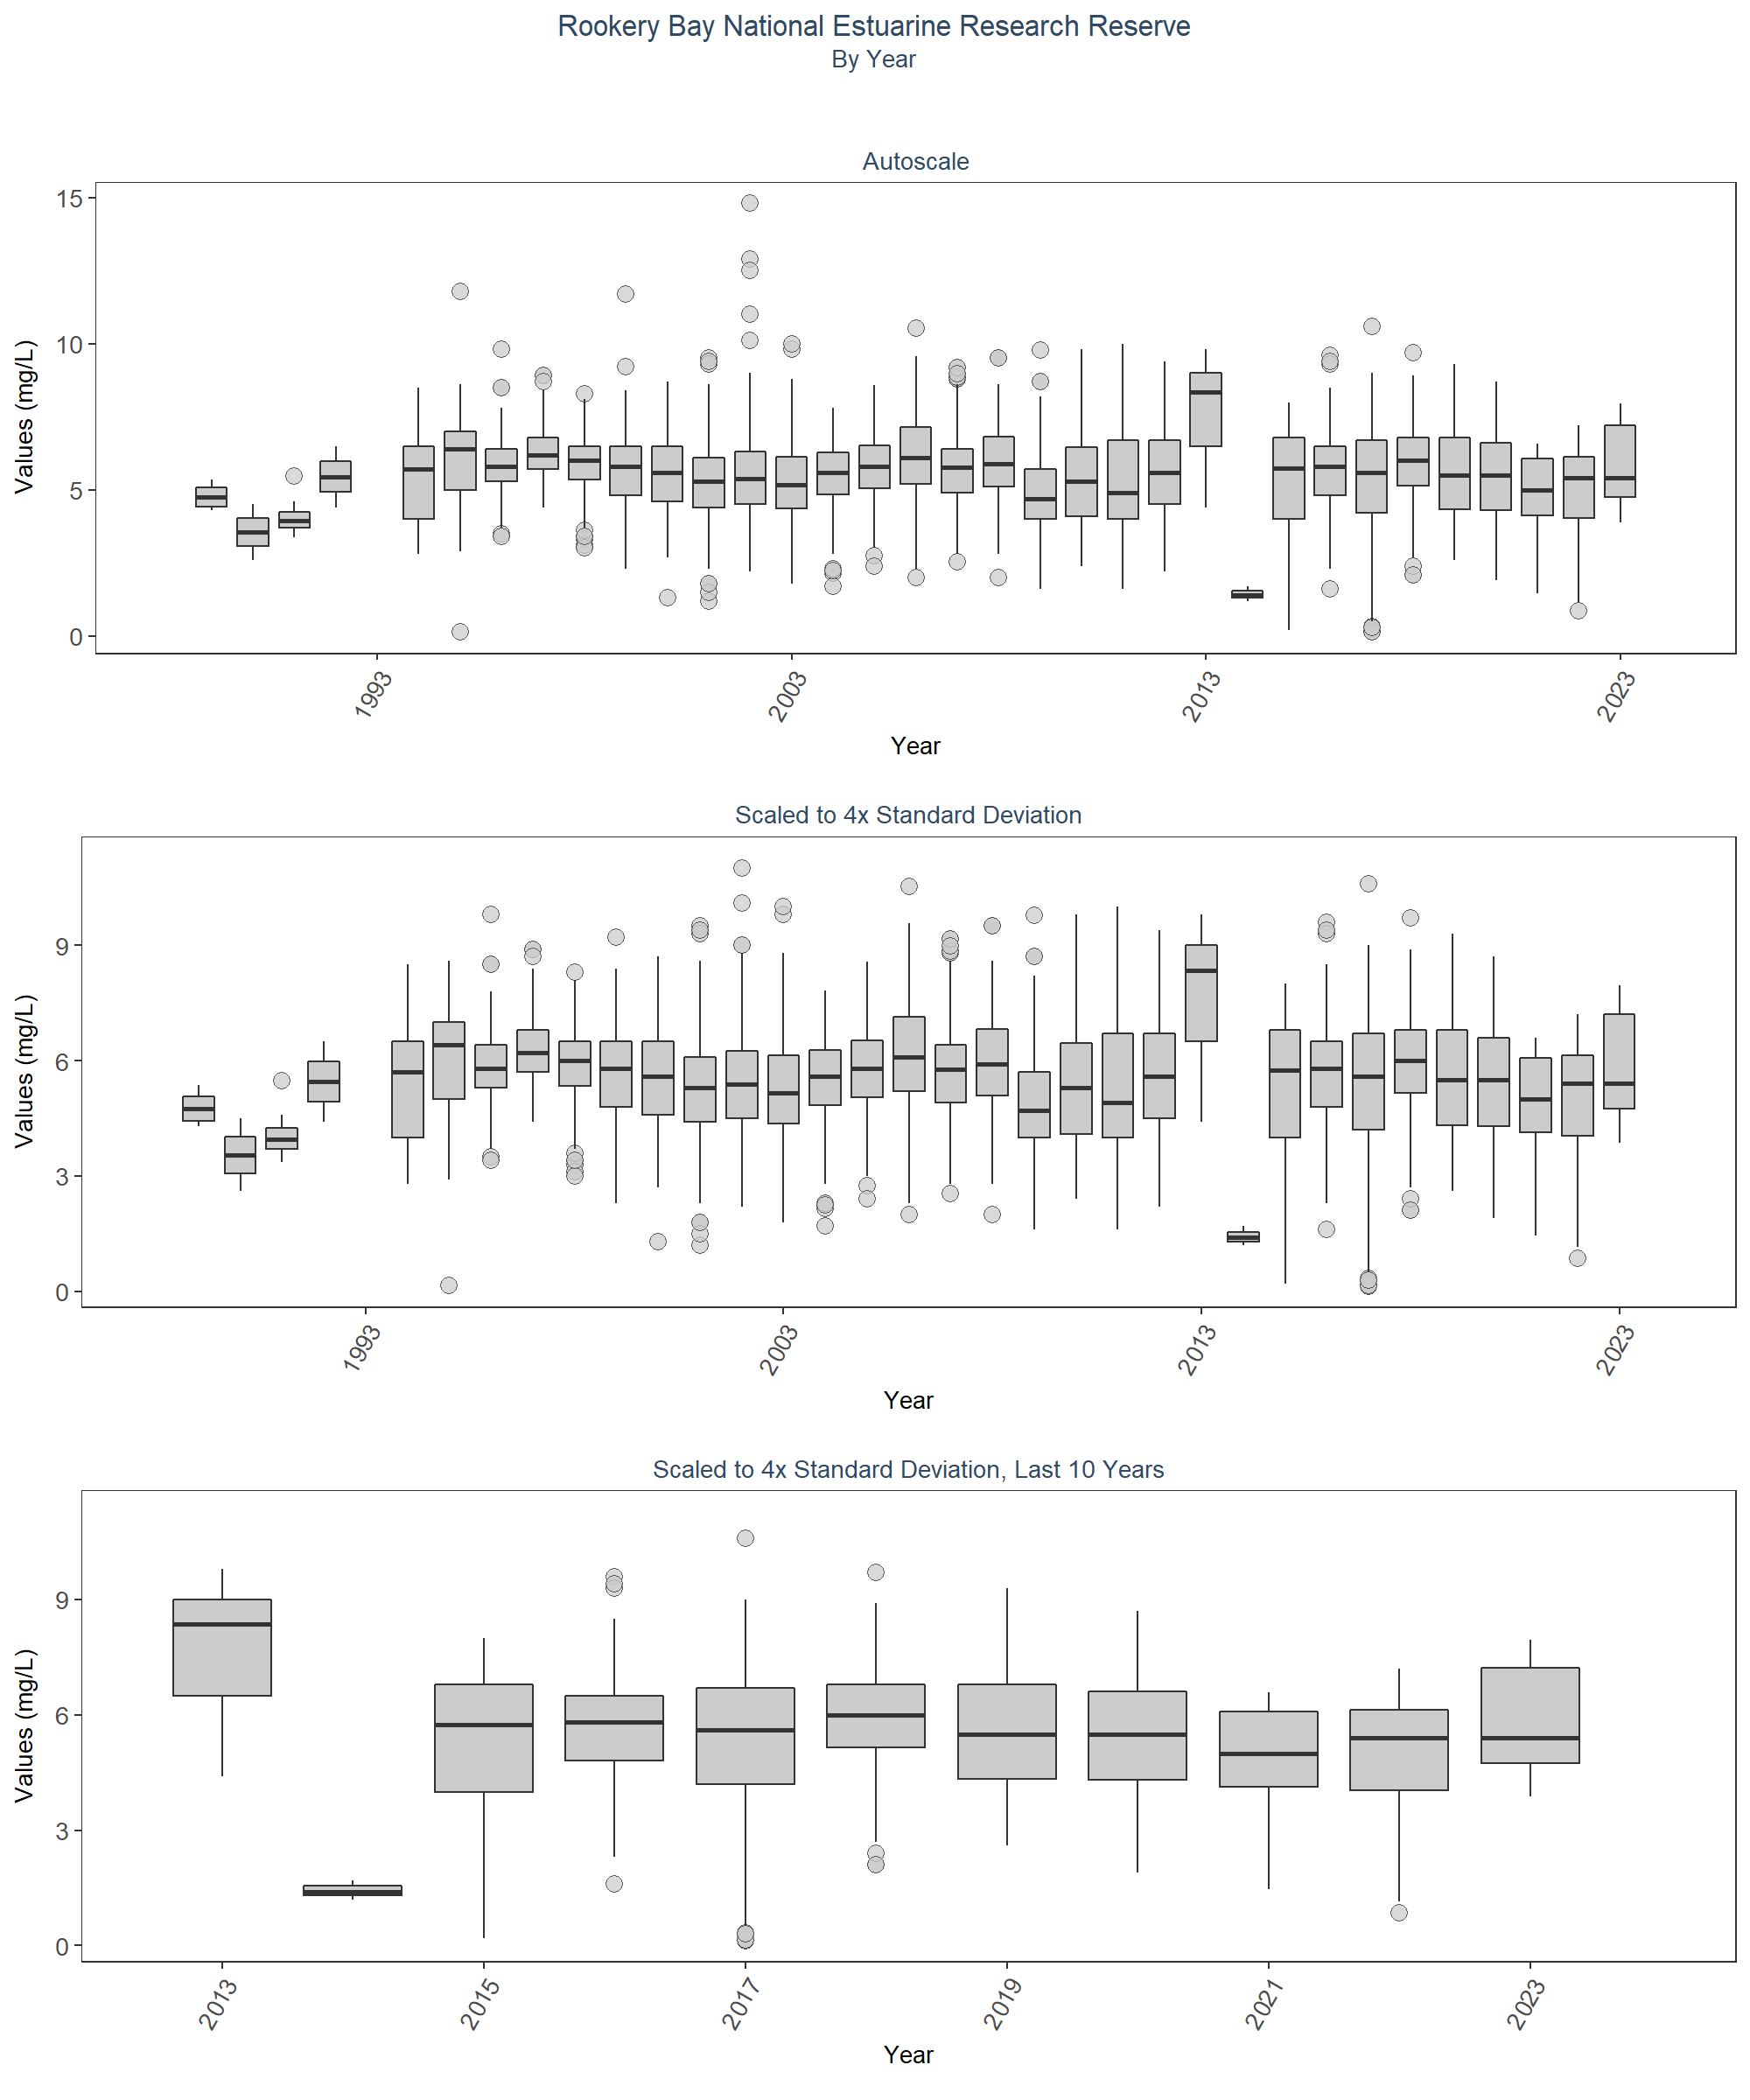 Rookery Bay National Estuarine Research Reserve
By Year
Autoscale
15
10
5
0
Values (mg/L)
1993
2003
2013
2023
Year
Scaled to 4x Standard Deviation
9
6
3
0
Values (mg/L)
1993
2003
2013
2023
Year
Scaled to 4x Standard Deviation, Last 10 Years
9
6
3
0
Values (mg/L)
2013
2015
2017
2019
2021
2023
Year